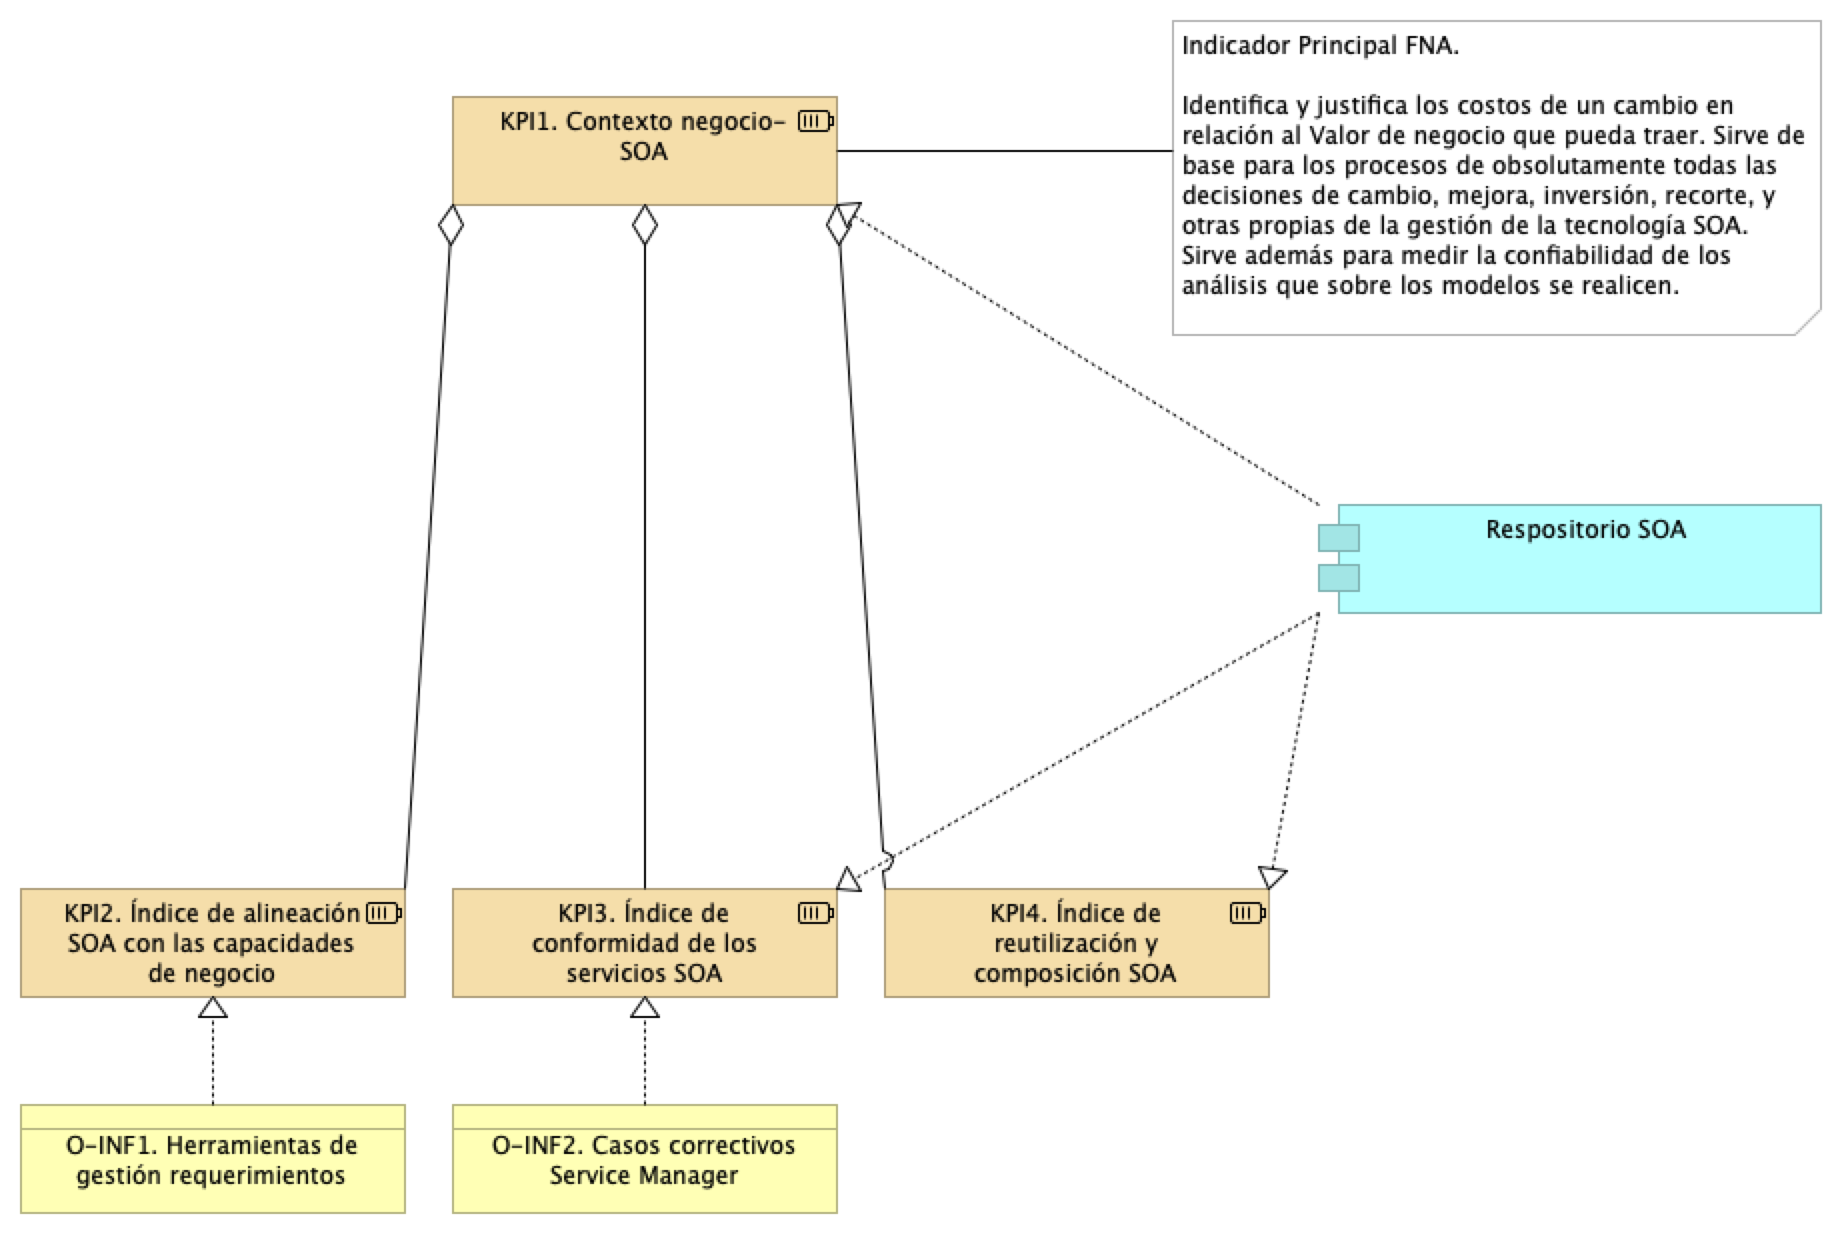 Indicador Principal FNA.
Identifica y justifica los costos de un cambio en
relación al Valor de negocio que pueda traer. Sirve de
base para los procesos de obsolutamente todas las
decisiones de cambio, mejora, inversión, recorte, y
otras propias de la gestión de la tecnología SOA.
Sirve además para medir la confiabilidad de los
análisis que sobre los modelos se realicen.
KPI1. Contexto negocio-
SOA
Respositorio SOA
KPI2. Índice de alineación
SOA con las capacidades
de negocio
KPI3. Índice de
conformidad de los
servicios SOA
KPI4. Índice de
reutilización y
composición SOA
O-INF1. Herramientas de
gestión requerimientos
O-INF2. Casos correctivos
Service Manager